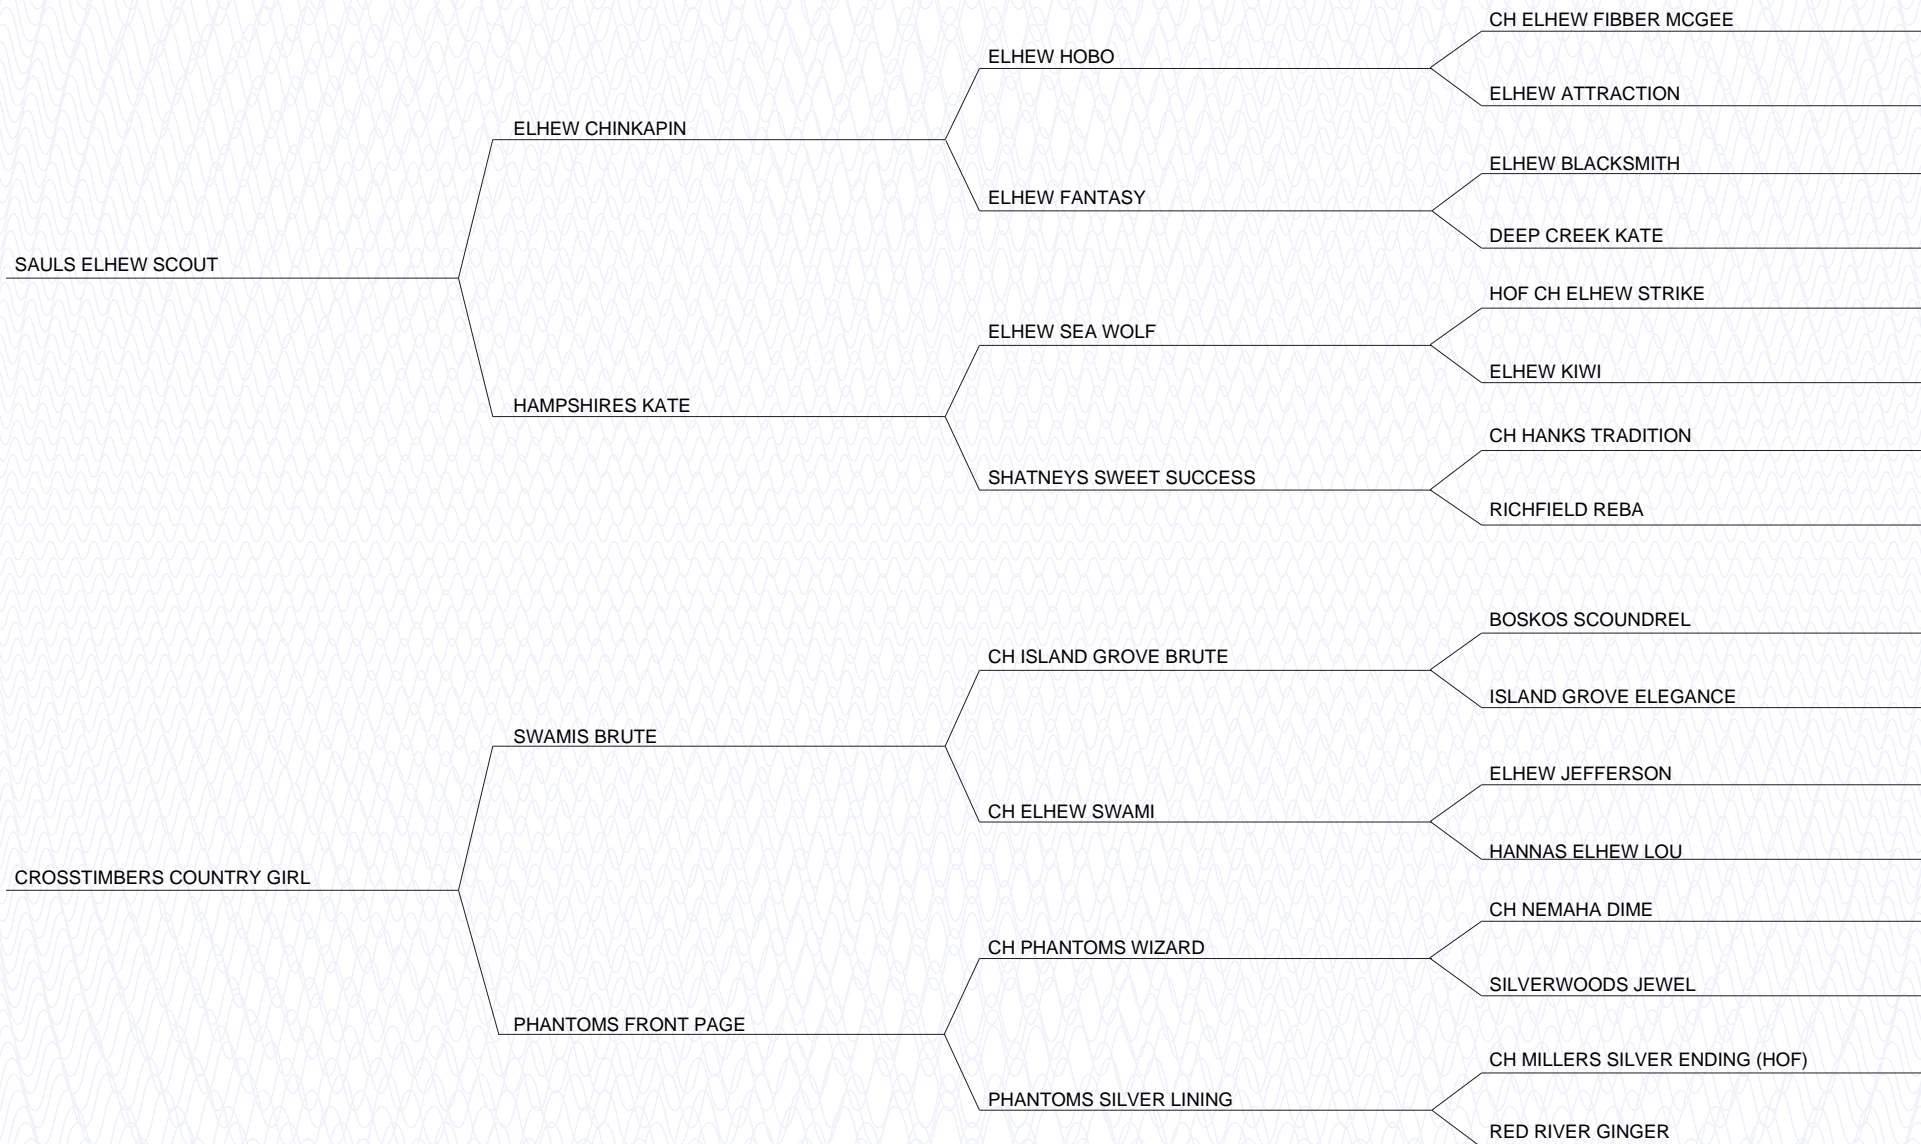 CH ELHEW FIBBER MCGEE
ELHEW HOBO
ELHEW ATTRACTION
ELHEW CHINKAPIN
ELHEW BLACKSMITH
ELHEW FANTASY
DEEP CREEK KATE
SAULS ELHEW SCOUT
HOF CH ELHEW STRIKE
ELHEW SEA WOLF
ELHEW KIWI
HAMPSHIRES KATE
CH HANKS TRADITION
SHATNEYS SWEET SUCCESS
RICHFIELD REBA
BOSKOS SCOUNDREL
CH ISLAND GROVE BRUTE
ISLAND GROVE ELEGANCE
SWAMIS BRUTE
ELHEW JEFFERSON
CH ELHEW SWAMI
HANNAS ELHEW LOU
CROSSTIMBERS COUNTRY GIRL
CH NEMAHA DIME
CH PHANTOMS WIZARD
SILVERWOODS JEWEL
PHANTOMS FRONT PAGE
CH MILLERS SILVER ENDING (HOF)
PHANTOMS SILVER LINING
RED RIVER GINGER